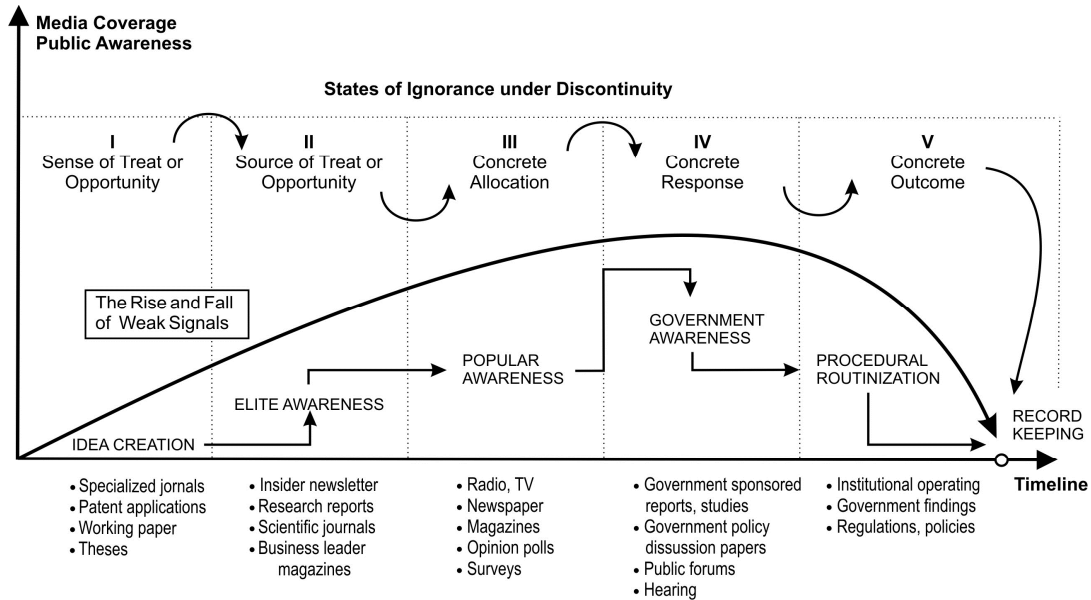 Media Coverage
Public Awareness
States of Ignorance under Discontinuity
I
Sense of Treat or
Opportunity
II
Source of Treat or
Opportunity
III
Concrete
Allocation
IV
Concrete
Response
V
Concrete
Outcome
The Rise and Fall
of Weak Signals
IDEA CREATION
ELITE AWARENESS
POPULAR
AWARENESS
GOVERNMENT
AWARENESS
PROCEDURAL
ROUTINIZATION
RECORD
KEEPING
Timeline
• Specialized jornals
• Patent applications
• Working paper
• Theses
• Insider newsletter
• Research reports
• Scientific journals
• Business leader
magazines
• Radio, TV
• Newspaper
• Magazines
• Opinion polls
• Surveys
• Government sponsored
reports, studies
• Government policy
dissussion papers
• Public forums
• Hearing
• Institutional operating
• Government findings
• Regulations, policies